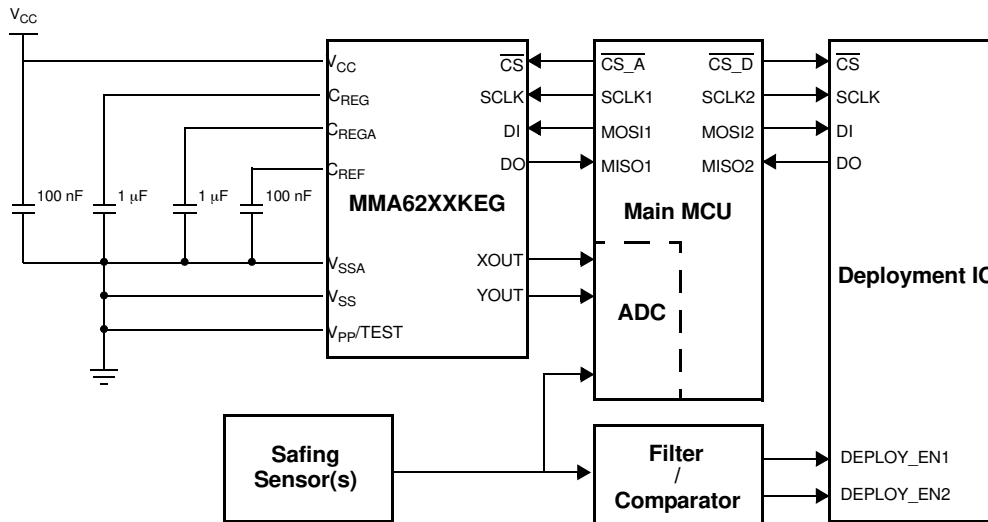 VCC
VCC
CREG
CREGA
CREF
100 nF
1 μF
1 μF
100 nF
VSSA
VSS
VPP/TEST
CS
SCLK
DI
DO
MMA62XXKEG
XOUT
YOUT
CS_A
SCLK1
MOSI1
MISO1
CS_D
SCLK2
MOSI2
MISO2
Main MCU
ADC
CS
SCLK
DI
DO
Deployment IC
DEPLOY_EN1
DEPLOY_EN2
Safing
Sensor(s)
Filter
/
Comparator